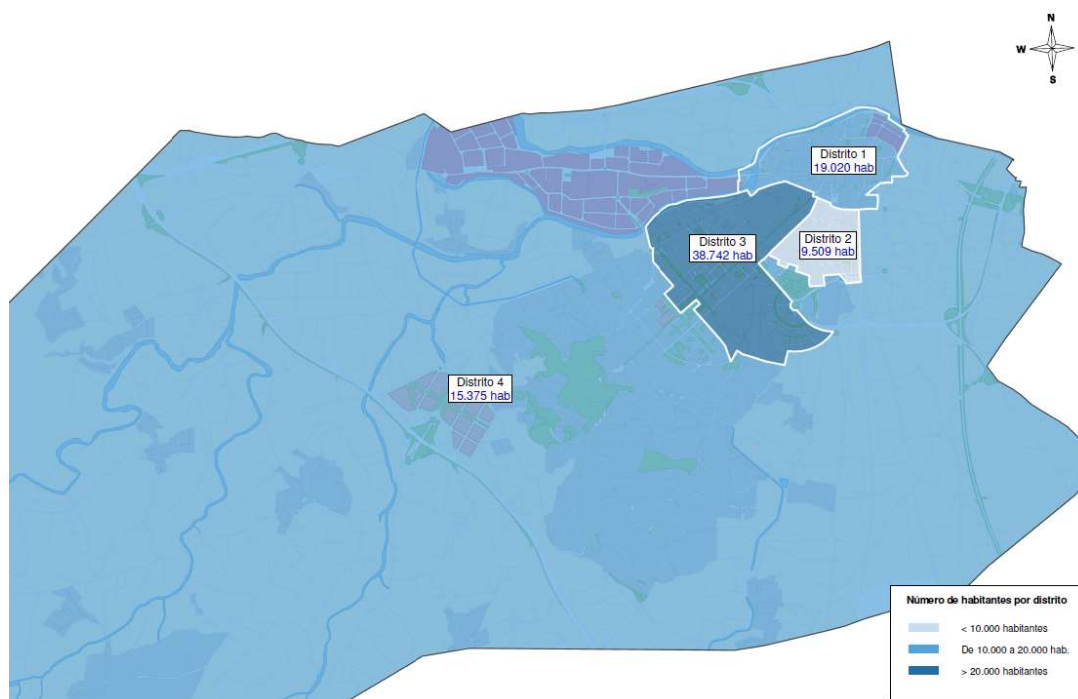 N
W
S
Distrito 1
19.020 hab
Distrito 2
9.509 hab
Distrito 3
38.742 hab
Distrito 4
15.375 hab
Número de habitantes por distrito
< 10.000 habitantes
De 10.000 a 20.000 hab.
> 20.000 habitantes